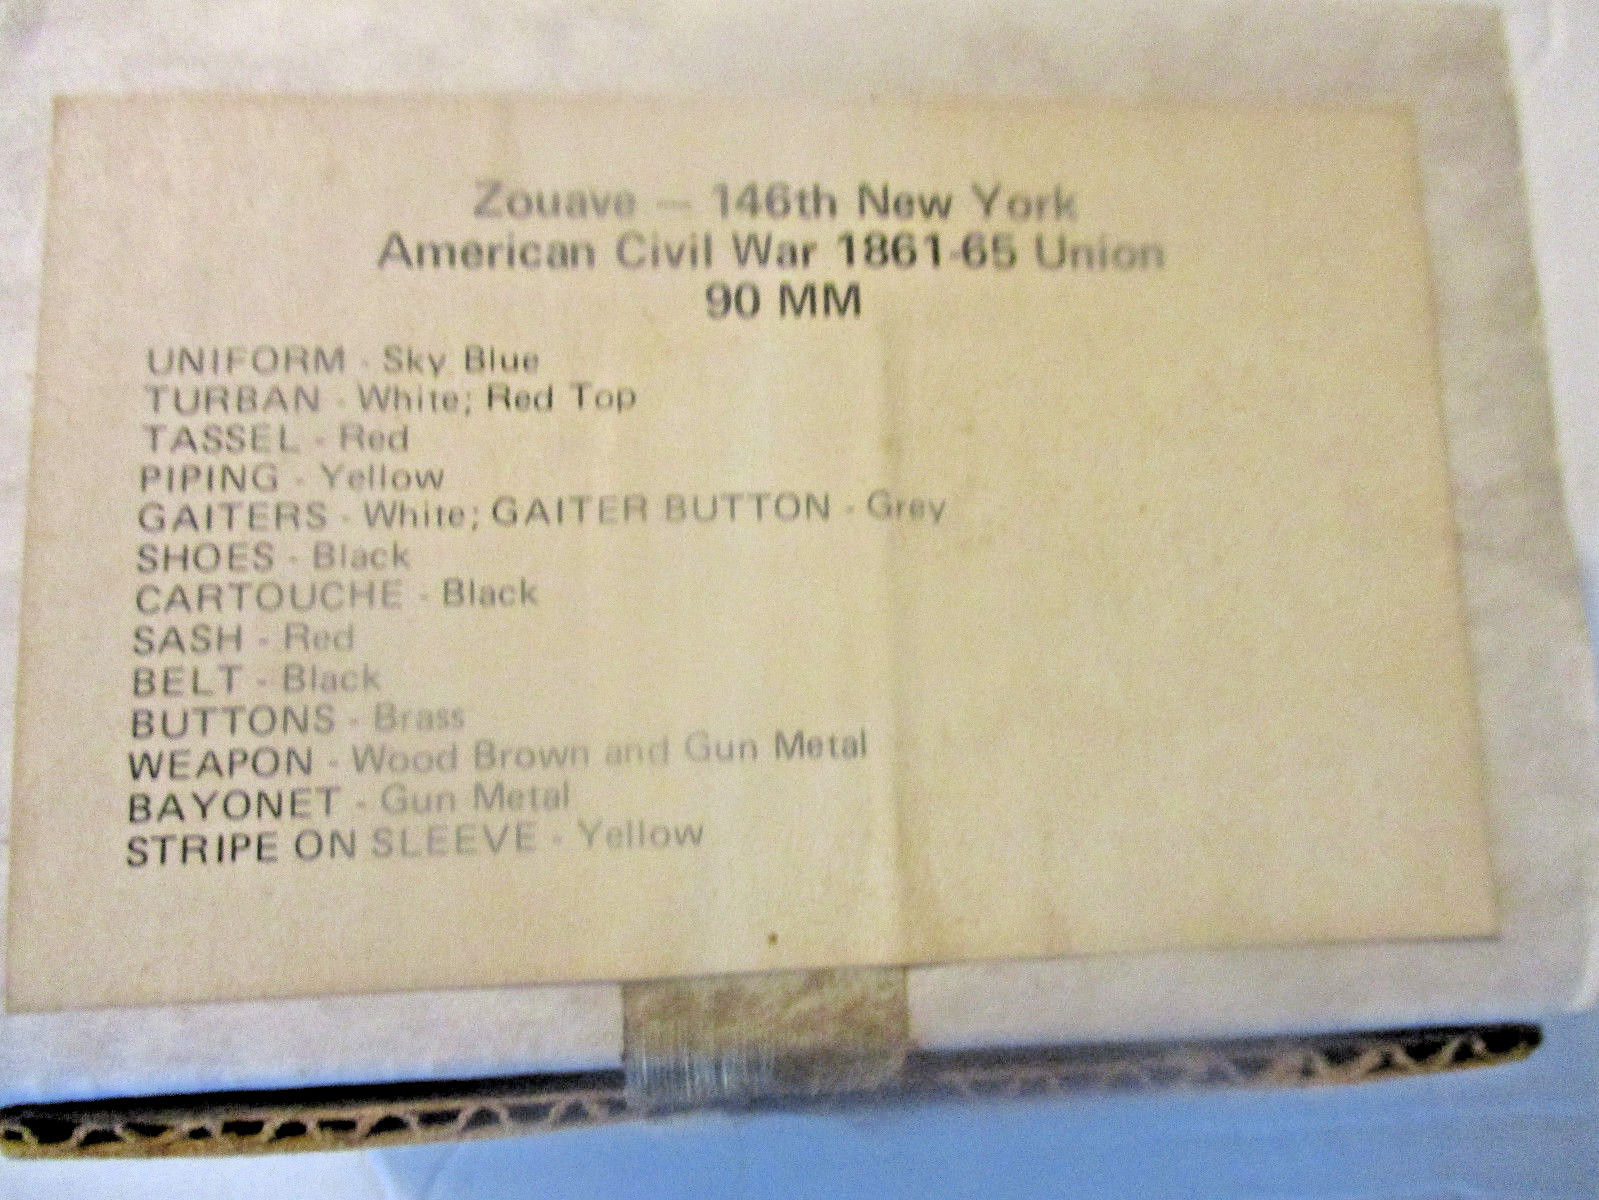 Zouave — 146th New York
American Civil War 1861-65 Union
90 MM
UNIFORM - Sky Blue
TURBAN - White; Red Top
TASSEL - Red
PIPING - Yellow
GAITERS - White; GAITER BUTTON - Grey
SHOES - Black
CARTOUCHE - Black
SASH - Red
BELT - Black
BUTTONS - Brass
WEAPON - Wood Brown and Gun Metal
BAYONET - Gun Metal
STRIPE ON SLEEVE - Yellow